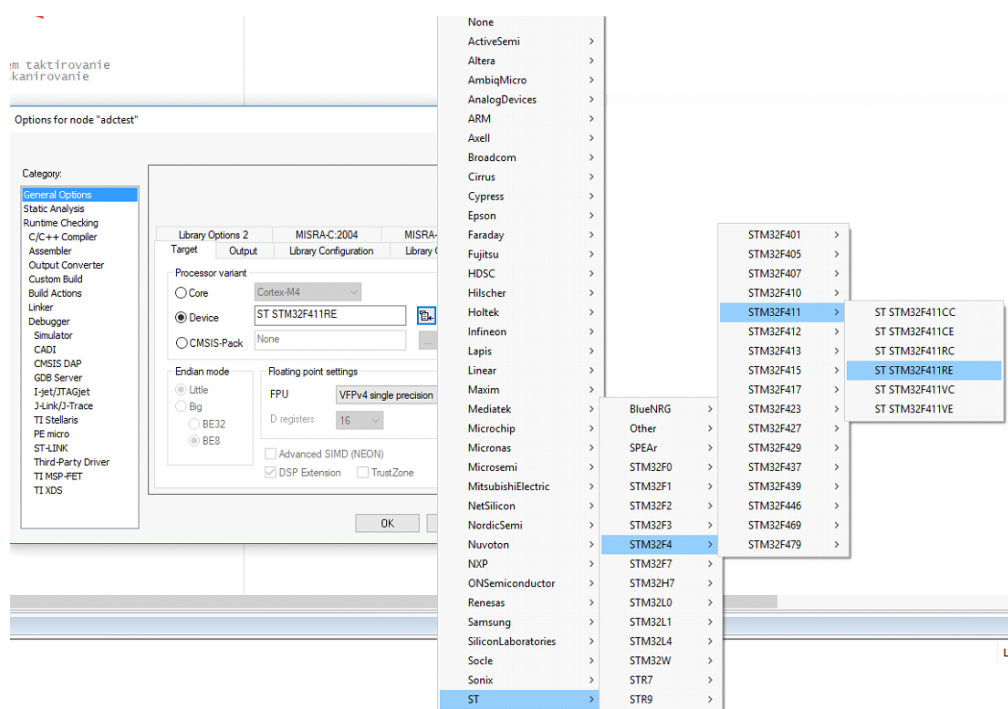 em taktirovanie
skanirovanie
Options for node "adctest"
Category:
General Options
Static Analysis
Runtime Checking
C/C++ Compiler
Assembler
Output Converter
Custom Build
Build Actions
Linker
Debugger
Simulator
CADI
CMSIS DAP
GDB Server
I-jet/JTAGjet
J-Link/J-Trace
TI Stellaris
PE micro
ST-LINK
Third-Party Driver
TI MSP-FET
TI XDS
Library Options 2
MISRA-C:2004
MISRA-
Target
Output
Library Configuration
Library
Processor variant
Core
Cortex-M4
Device
ST STM32F411RE
CMSIS-Pack
None
...
Endian mode
Little
Big
BE32
BE8
Floating point settings
FPU
VFPv4 single precision
D registers
16
Advanced SIMD (NEON)
DSP Extension
TrustZone
OK
None
ActiveSemi
Altera
AmbiqMicro
AnalogDevices
ARM
Axell
Broadcom
Cirrus
Cypress
Epson
Faraday
Fujitsu
HDSC
Hilscher
Holtek
Infineon
Lapis
Linear
Maxim
Mediatek
Microchip
Micronas
Microsemi
MitsubishiElectric
NetSilicon
NordicSemi
Nuvoton
NXP
ONSemiconductor
Renesas
Samsung
SiliconLaboratories
Socle
Sonix
ST
BlueNRG
Other
SPEAr
STM32F0
STM32F1
STM32F2
STM32F3
STM32F4
STM32F7
STM32H7
STM32L0
STM32L1
STM32L4
STM32W
STR7
STR9
STM32F401
STM32F405
STM32F407
STM32F410
STM32F411
STM32F412
STM32F413
STM32F415
STM32F417
STM32F423
STM32F427
STM32F429
STM32F437
STM32F439
STM32F446
STM32F469
STM32F479
ST STM32F411CC
ST STM32F411CE
ST STM32F411RC
ST STM32F411RE
ST STM32F411VC
ST STM32F411VE
L